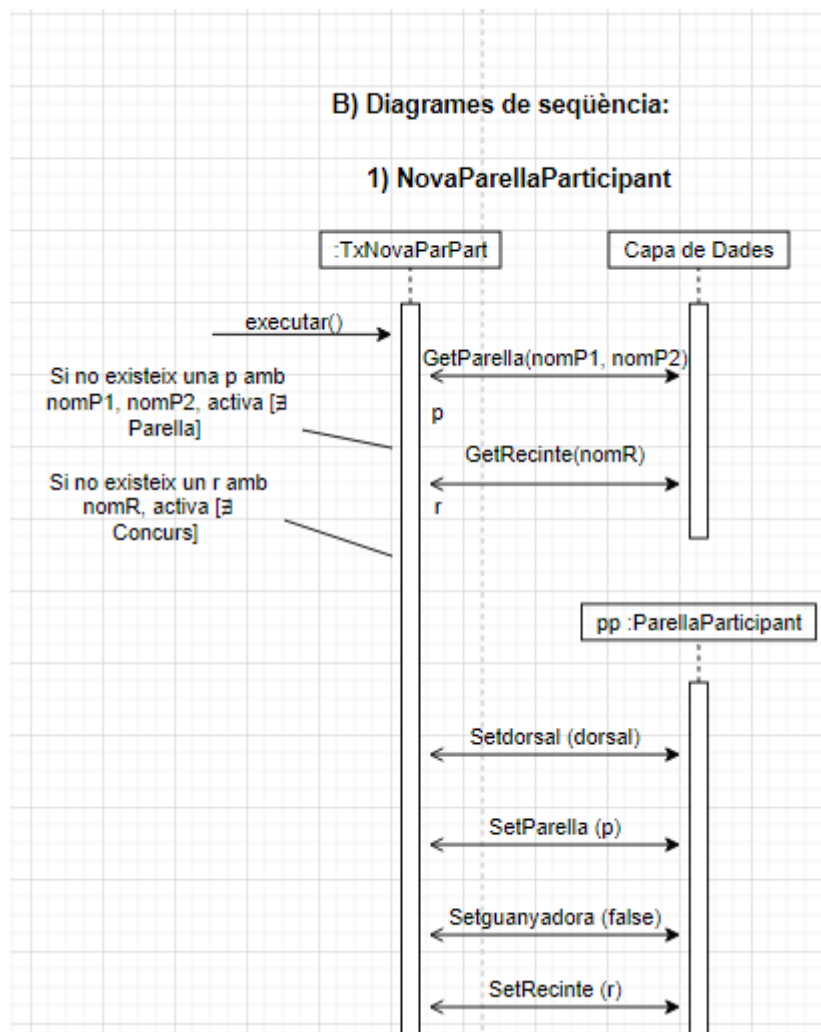 B) Diagrames de seqüència:
1) NovaParellaParticipant
:TxNovaParPart
Capa de Dades
executar()
GetParella(nomP1, nomP2)
Si no existeix una p amb
nomP1, nomP2, activa [∃
Parella]
p
GetRecinte(nomR)
Si no existeix un r amb
nomR, activa [∃
Concurs]
r
pp :ParellaParticipant
Setdorsal (dorsal)
SetParella (p)
Setguanyadora (false)
SetRecinte (r)